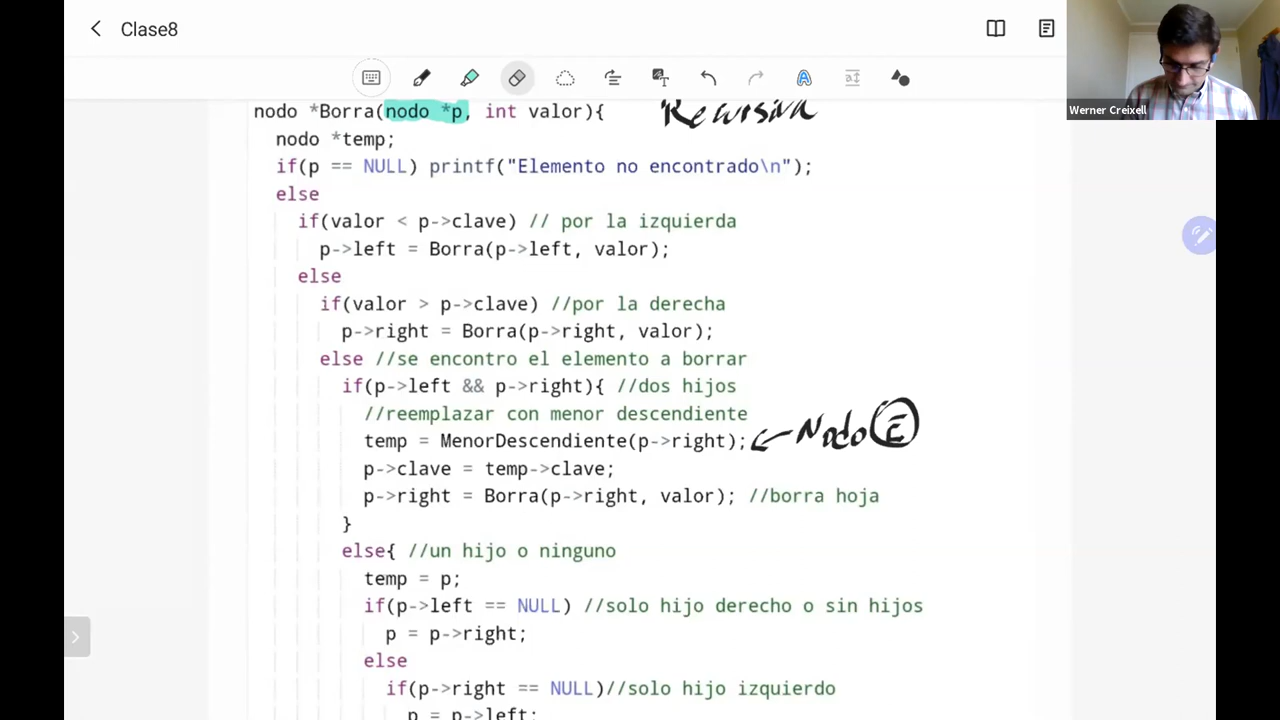 Clase8
Werner Creixell
nodo *Borra(nodo *p, int valor){ Recursiva
nodo *temp;
if(p == NULL) printf("Elemento no encontrado\n");
else
if(valor < p->clave) // por la izquierda
p->left = Borra(p->left, valor);
else
if(valor > p->clave) //por la derecha
p->right = Borra(p->right, valor);
else //se encontro el elemento a borrar
if(p->left && p->right){ //dos hijos
//reemplazar con menor descendiente
temp = MenorDescendiente(p->right); ← Nodo E
p->clave = temp->clave;
p->right = Borra(p->right, valor); //borra hoja
}
else{ //un hijo o ninguno
temp = p;
if(p->left == NULL) //solo hijo derecho o sin hijos
p = p->right;
else
if(p->right == NULL)//solo hijo izquierdo
p = p->left;